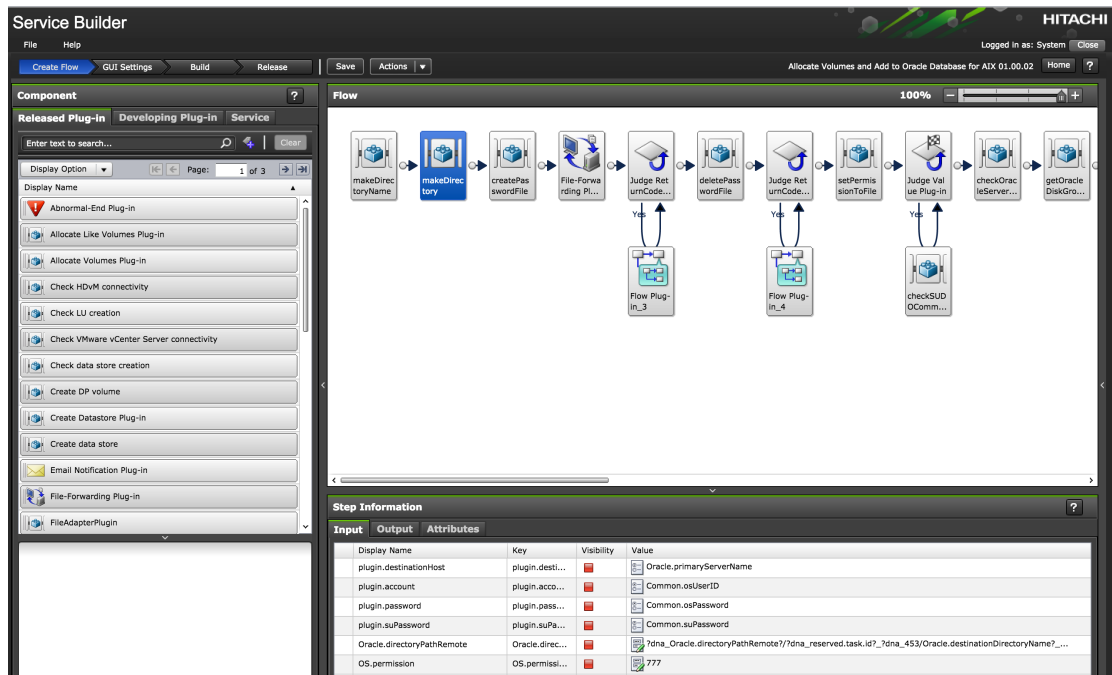 Service Builder
HITACHI
File Help
Logged in as: System Close
Create Flow GUI Settings Build Release Save Actions
Allocate Volumes and Add to Oracle Database for AIX 01.00.02 Home ?
Component ?
Released Plug-in Developing Plug-in Service
Enter text to search... Clear
Display Option Page: 1 of 3
Display Name
Abnormal-End Plug-in
Allocate Like Volumes Plug-in
Allocate Volumes Plug-in
Check HDvM connectivity
Check LU creation
Check VMware vCenter Server connectivity
Check data store creation
Create DP volume
Create Datastore Plug-in
Create data store
Email Notification Plug-in
File-Forwarding Plug-in
FileAdapterPlugin
Flow 100%
makeDirec
toryName
makeDirec
tory
createPas
swordFile
File-Forwa
rding Pl...
Judge Ret
urnCode...
deletePass
wordFile
Judge Ret
urnCode...
setPermis
sionToFile
Judge Val
ue Plug-in
checkOrac
leServer...
getOracle
DiskGro...
Yes
Yes
Yes
Flow Plug-
in_3
Flow Plug-
in_4
checkSUD
OComm...
Step Information ?
Input Output Attributes
Display Name Key Visibility Value
plugin.destinationHost plugin.desti... Oracle.primaryServerName
plugin.account plugin.acco... Common.osUserID
plugin.password plugin.pass... Common.osPassword
plugin.suPassword plugin.suPa... Common.suPassword
Oracle.directoryPathRemote Oracle.direc... ?dna_Oracle.directoryPathRemote?/?dna_reserved.task.id?_?dna_453/Oracle.destinationDirectoryName?_...
OS.permission OS.permissi... 777